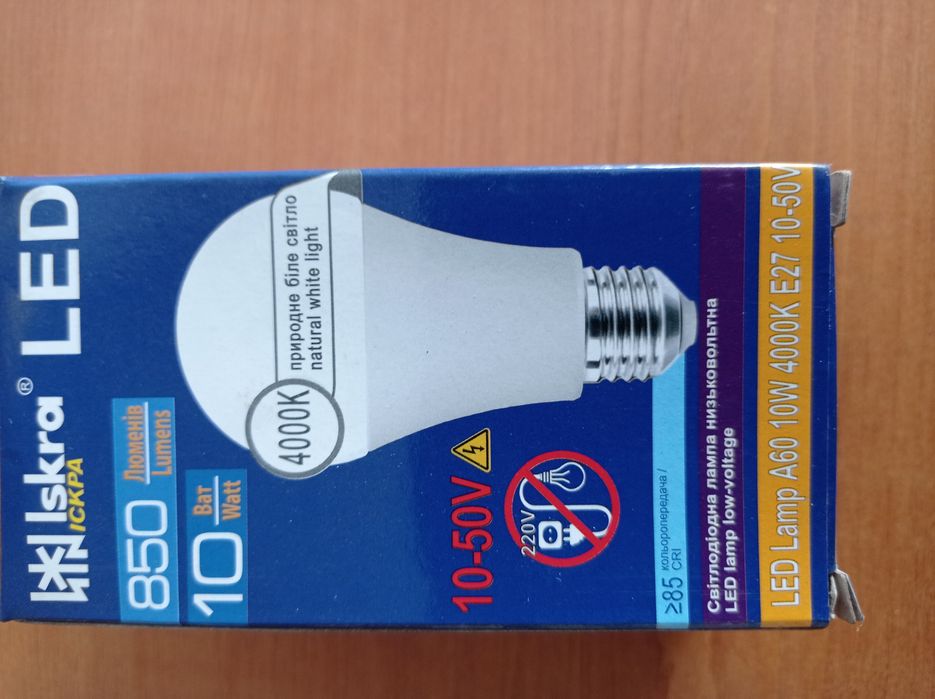 Iskra® LED
ІСКРА
850 Люменів
Lumens
10 Ват
Watt
4000K
природне біле світло
natural white light
10-50V
220V
≥85 кольоропередача /
CRI
Світлодіодна лампа низьковольтна
LED lamp low-voltage
LED Lamp A60 10W 4000K E27 10-50V